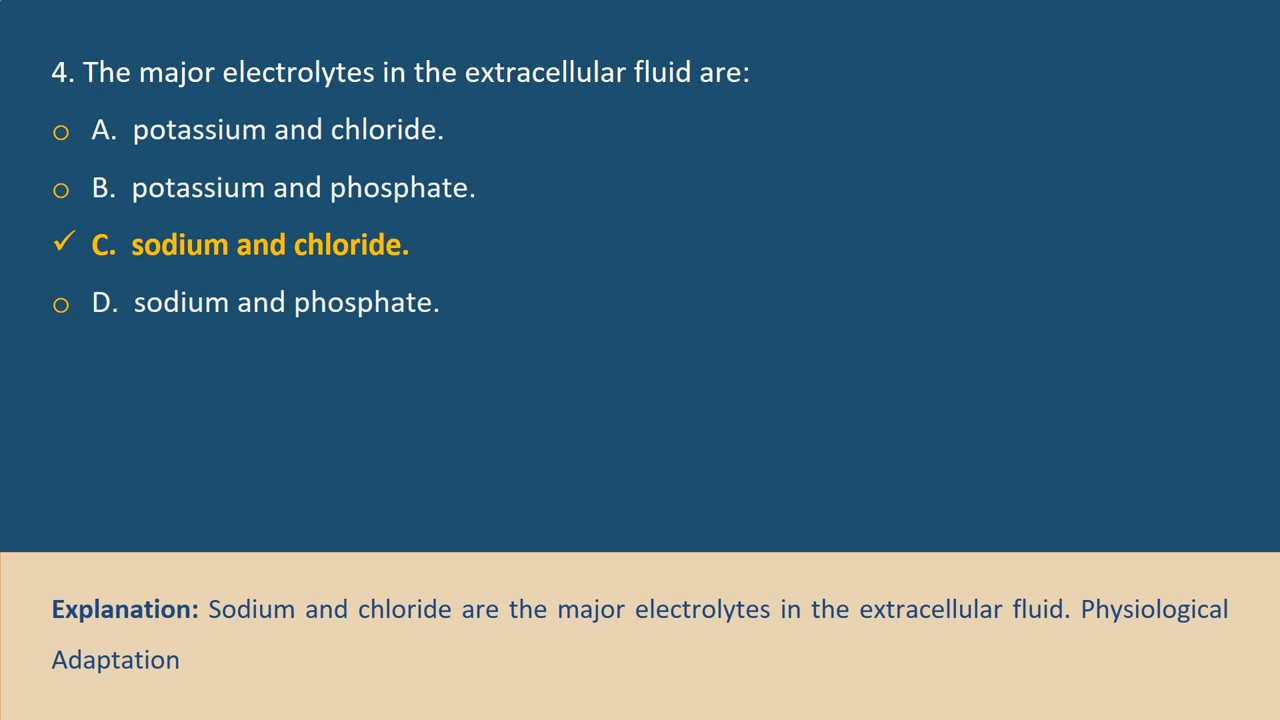 4. The major electrolytes in the extracellular fluid are:
A. potassium and chloride.
B. potassium and phosphate.
✓ C. sodium and chloride.
D. sodium and phosphate.
Explanation: Sodium and chloride are the major electrolytes in the extracellular fluid. Physiological
Adaptation